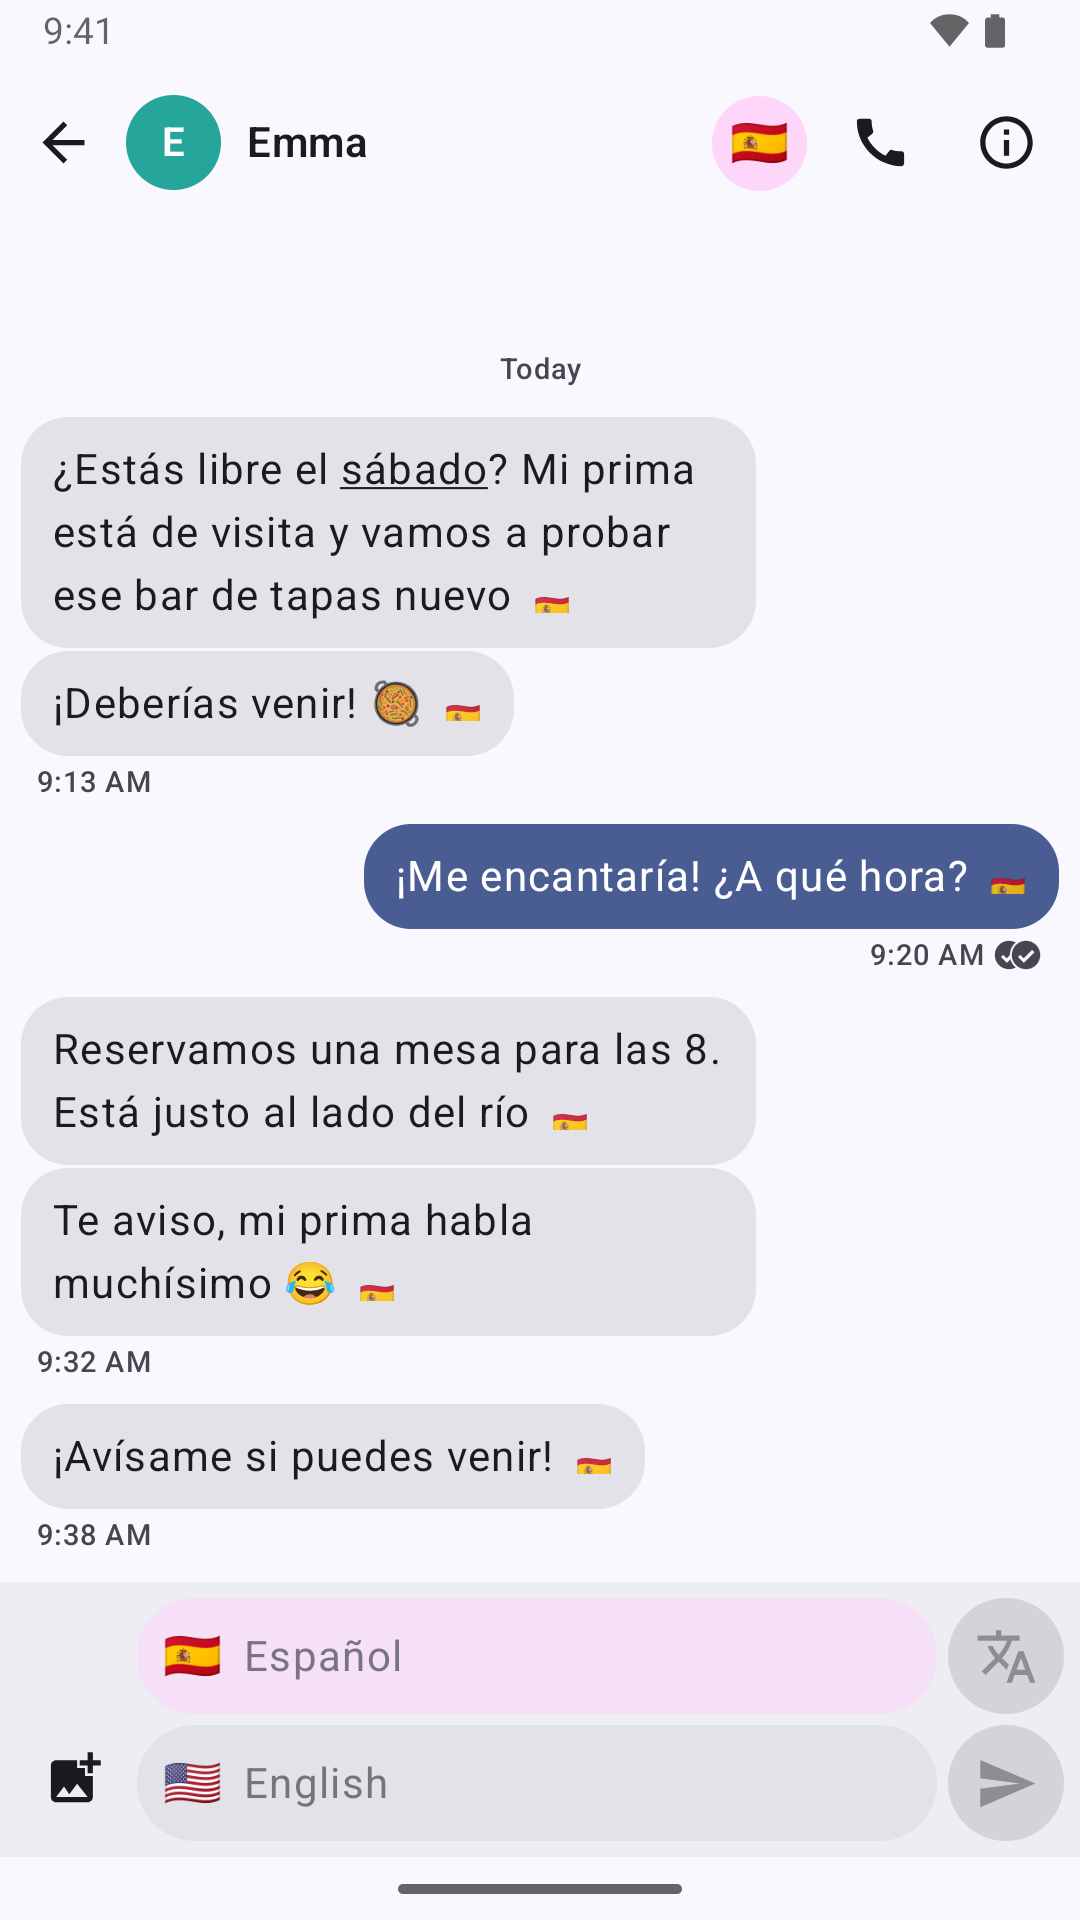 9:41
E
Emma
Today
¿Estás libre el sábado? Mi prima
está de visita y vamos a probar
ese bar de tapas nuevo 🇪🇸
¡Deberías venir! 🥘 🇪🇸
9:13 AM
¡Me encantaría! ¿A qué hora? 🇪🇸
9:20 AM
Reservamos una mesa para las 8.
Está justo al lado del río 🇪🇸
Te aviso, mi prima habla
muchísimo 😂 🇪🇸
9:32 AM
¡Avísame si puedes venir! 🇪🇸
9:38 AM
🇪🇸 Español
🇺🇸 English